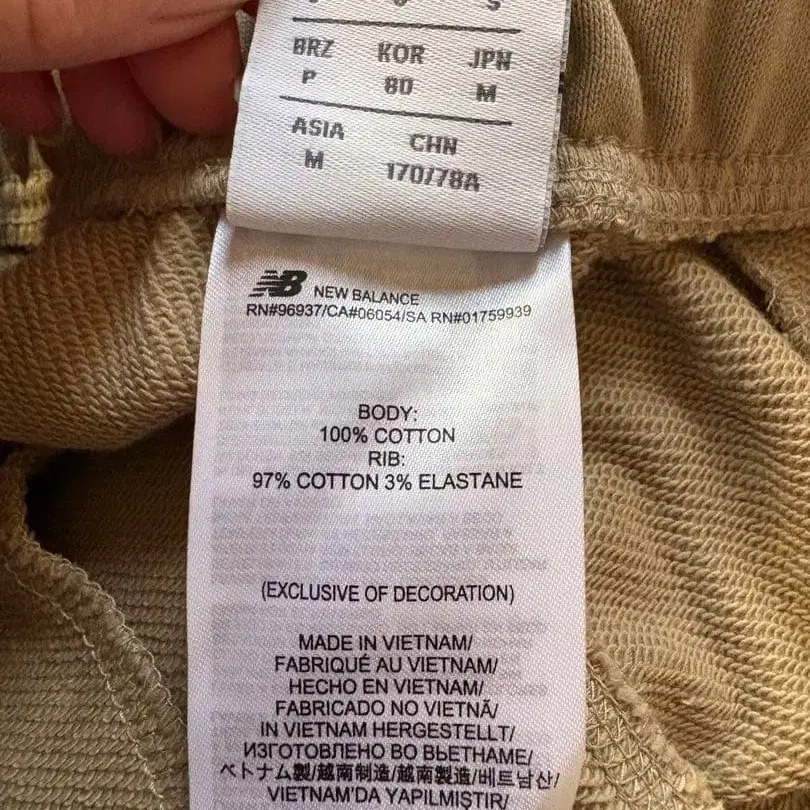 S
BRZ KOR JPN
P 80 M
ASIA CHN
M 170/78A
NB NEW BALANCE
RN#96937/CA#06054/SA RN#01759939
BODY:
100% COTTON
RIB:
97% COTTON 3% ELASTANE
(EXCLUSIVE OF DECORATION)
MADE IN VIETNAM/
FABRIQUÉ AU VIETNAM/
HECHO EN VIETNAM/
FABRICADO NO VIETNÃ/
IN VIETNAM HERGESTELLT/
ИЗГОТОВЛЕНО ВО ВЬЕТНАМЕ/
ベトナム製/越南制造/越南製造/베트남산/
VIETNAM'DA YAPILMIŞTIR/